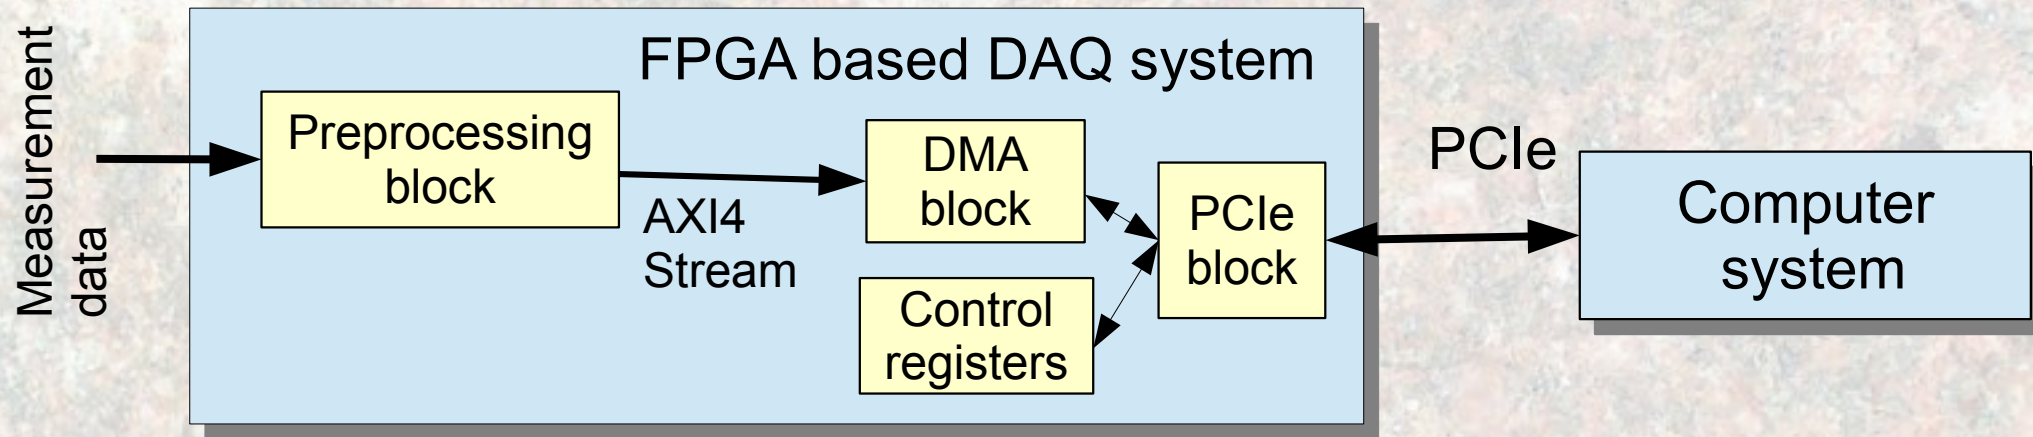 Measurement
data
FPGA based DAQ system
Preprocessing
block
AXI4
Stream
DMA
block
Control
registers
PCIe
block
PCIe
Computer
system